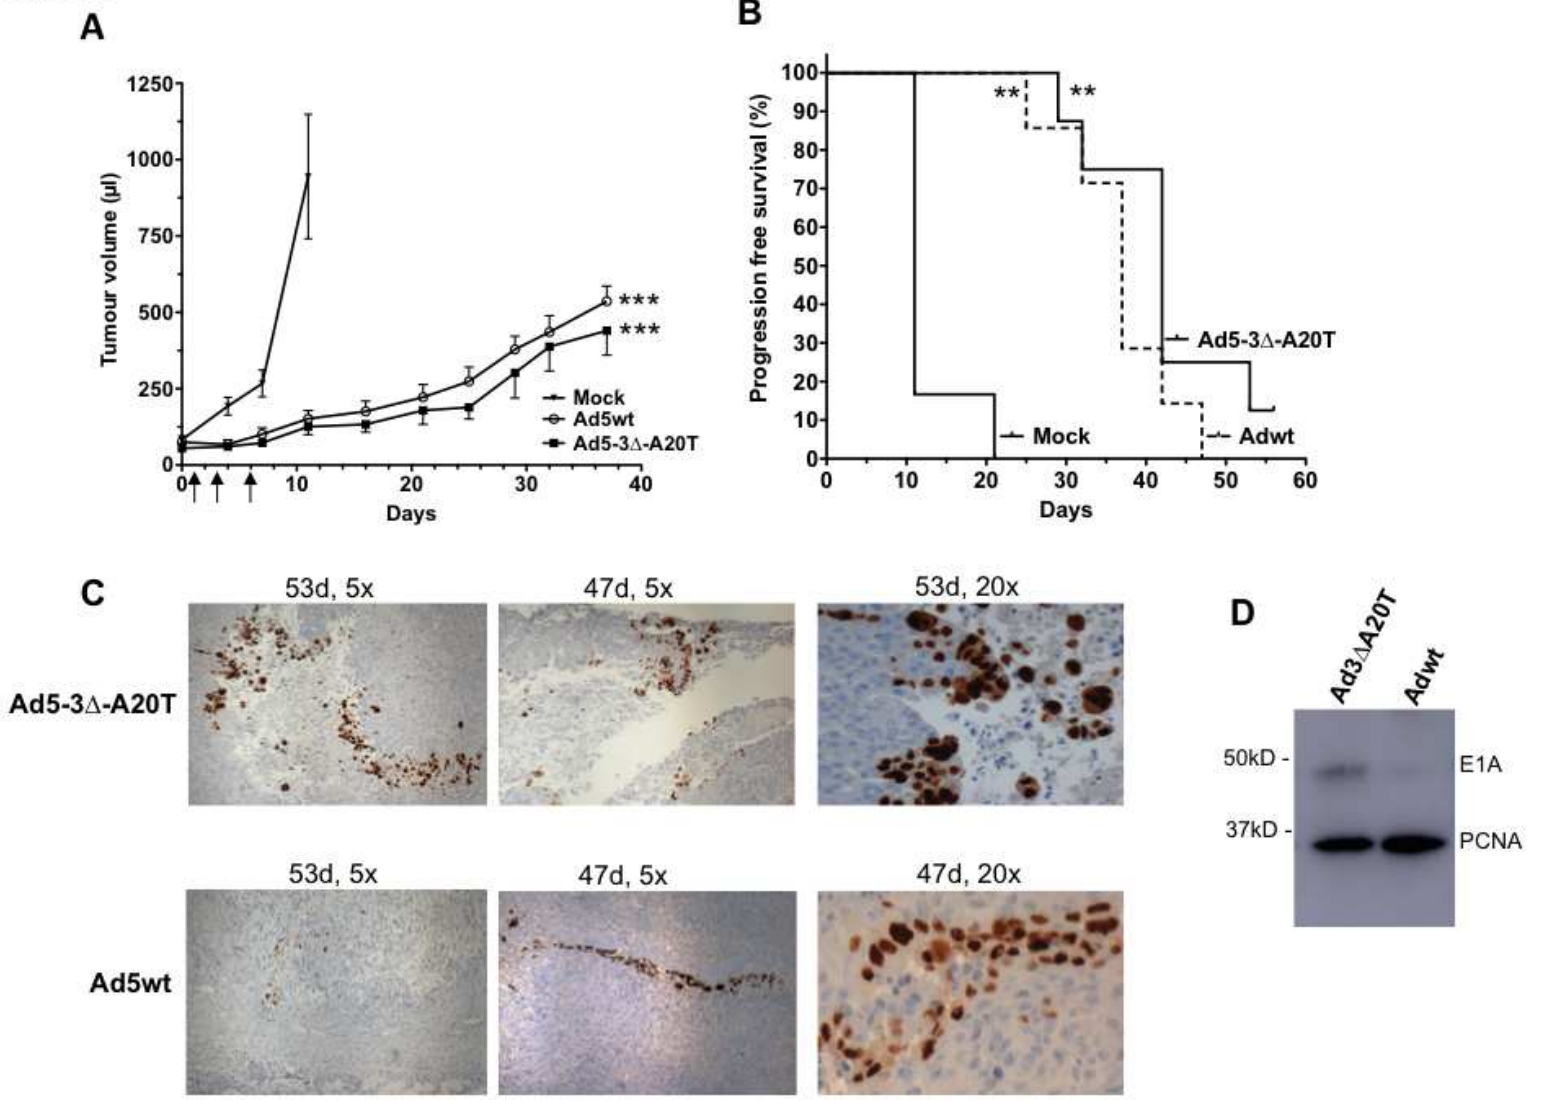 A
1250
1000
750
500
250
0
Tumour volume (µl)
***
***
Mock
Ad5wt
Ad5-3Δ-A20T
0 10 20 30 40
Days
B
100
90
80
70
60
50
40
30
20
10
0
Progression free survival (%)
** **
Ad5-3Δ-A20T
Mock
Adwt
0 10 20 30 40 50 60
Days
C
53d, 5x 47d, 5x 53d, 20x
Ad5-3Δ-A20T
53d, 5x 47d, 5x 47d, 20x
Ad5wt
D
Ad3ΔA20T
Adwt
50kD - E1A
37kD - PCNA